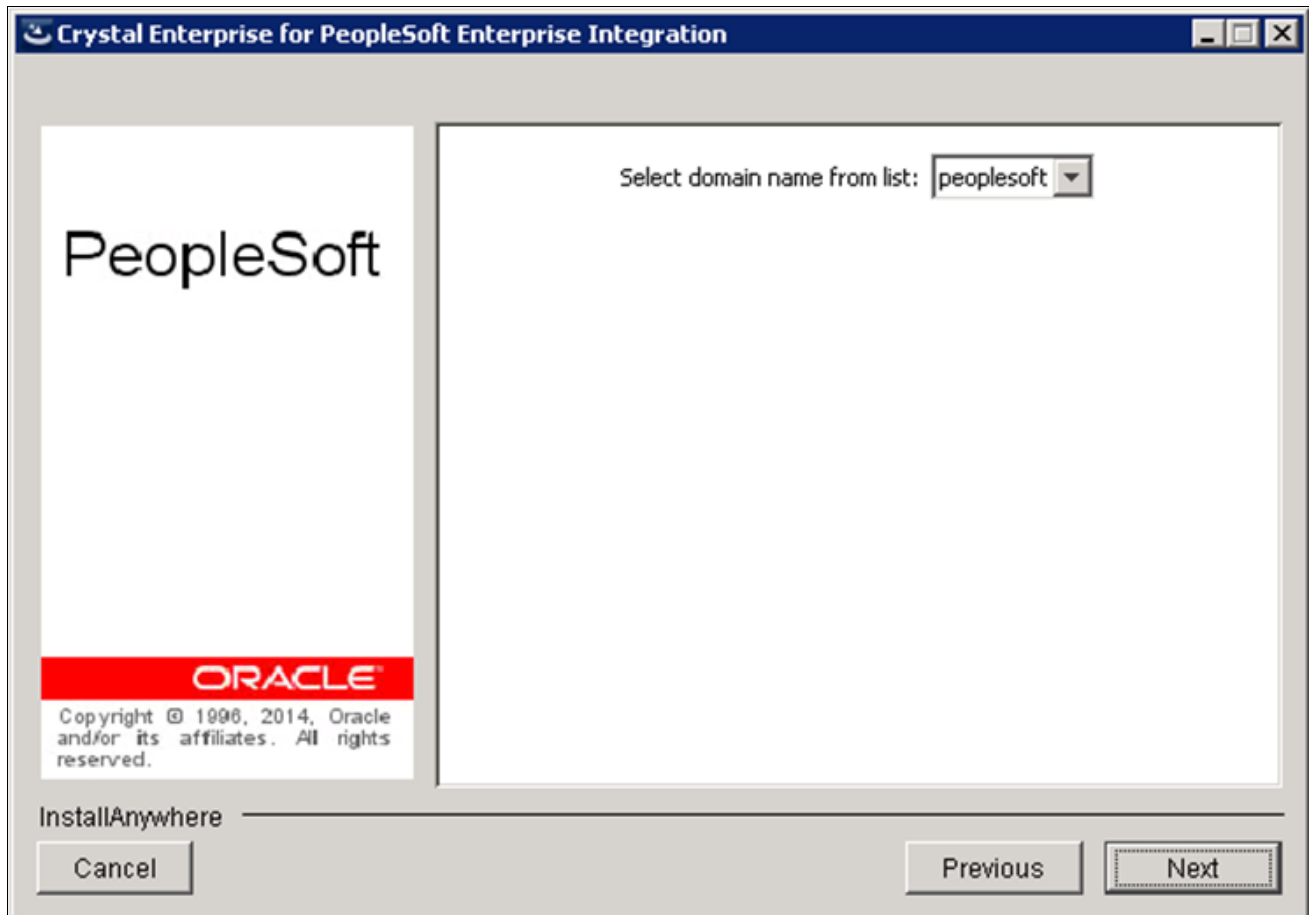 Crystal Enterprise for PeopleSoft Enterprise Integration
Select domain name from list: peoplesoft
PeopleSoft
ORACLE
Copyright © 1996, 2014, Oracle
and/or its affiliates. All rights
reserved.
InstallAnywhere
Cancel Previous Next